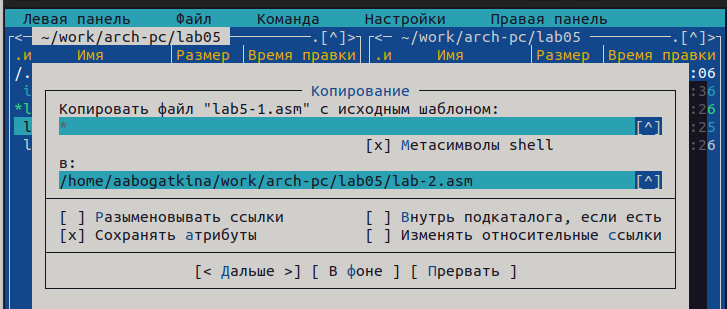 Левая панель Файл Команда Настройки Правая панель
<─ ~/work/arch-pc/lab05 .[^]> <─ ~/work/arch-pc/lab05 .[^]>
.и Имя Размер Время правки .и Имя Размер Время правки
/. :06
Копирование
i :36
Копировать файл "lab5-1.asm" с исходным шаблоном:
*l :26
* [^]
l :25
[x] Метасимволы shell
l :26
в:
/home/aabogatkina/work/arch-pc/lab05/lab-2.asm [^]
[ ] Разыменовывать ссылки [ ] Внутрь подкаталога, если есть
[x] Сохранять атрибуты [ ] Изменять относительные ссылки
[< Дальше >] [ В фоне ] [ Прервать ]